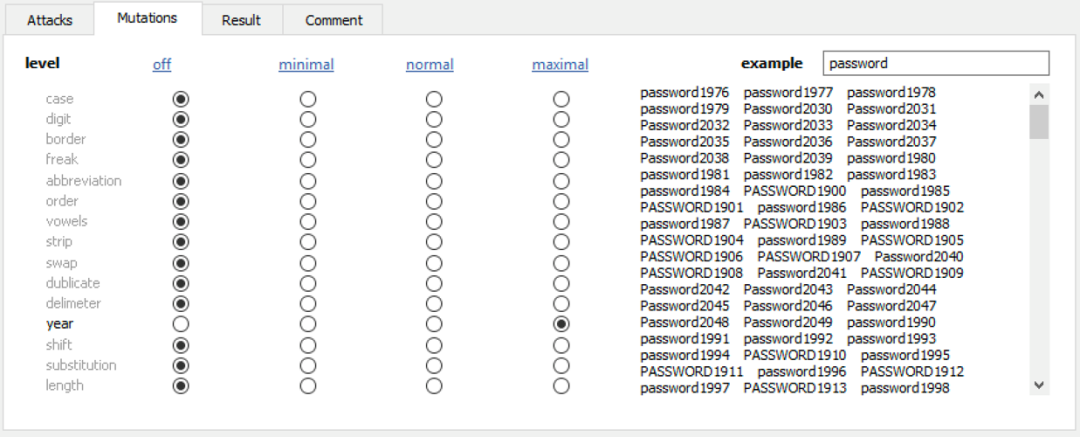 Attacks Mutations Result Comment
level off minimal normal maximal example password
case
digit
border
freak
abbreviation
order
vowels
strip
swap
dublicate
delimeter
year
shift
substitution
length
password1976 password1977 password1978
password1979 Password2030 Password2031
Password2032 Password2033 Password2034
Password2035 Password2036 Password2037
Password2038 Password2039 password1980
password1981 password1982 password1983
password1984 PASSWORD1900 password1985
PASSWORD1901 password1986 PASSWORD1902
password1987 PASSWORD1903 password1988
PASSWORD1904 password1989 PASSWORD1905
PASSWORD1906 PASSWORD1907 Password2040
PASSWORD1908 Password2041 PASSWORD1909
Password2042 Password2043 Password2044
Password2045 Password2046 Password2047
Password2048 Password2049 password1990
password1991 password1992 password1993
password1994 PASSWORD1910 password1995
PASSWORD1911 password1996 PASSWORD1912
password1997 PASSWORD1913 password1998